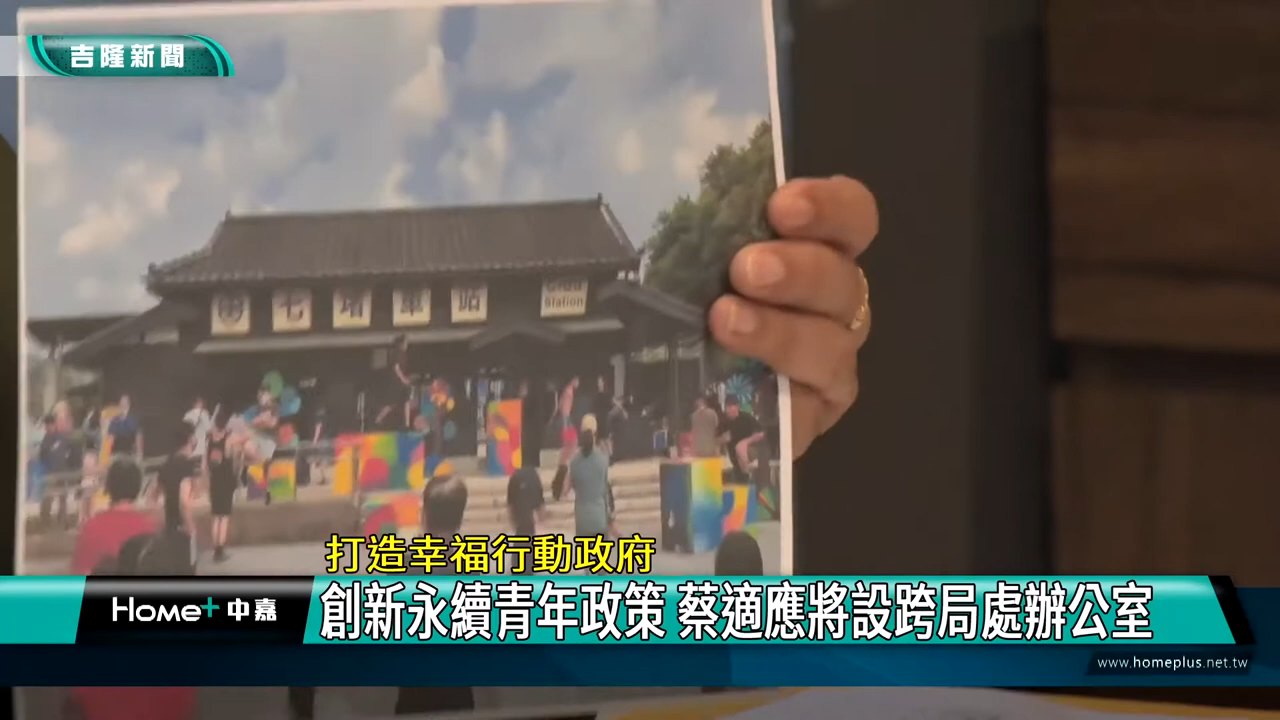 吉隆新聞
七堵車站
Station
打造幸福行動政府
Home+ 中嘉
創新永續青年政策 蔡適應將設跨局處辦公室
www.homeplus.net.tw